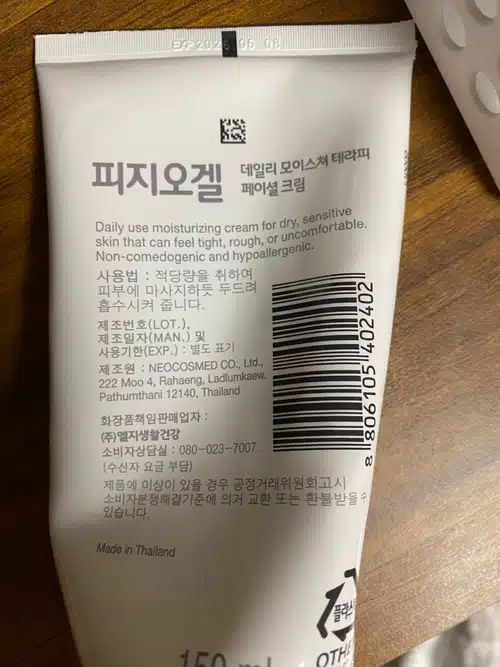 피지오겔
데일리 모이스쳐 테라피
페이셜 크림
Daily use moisturizing cream for dry, sensitive
skin that can feel tight, rough, or uncomfortable.
Non-comedogenic and hypoallergenic.
사용법 : 적당량을 취하여
피부에 마사지하듯 두드려
흡수시켜 줍니다.
제조번호(LOT.),
제조일자(MAN.) 및
사용기한(EXP.) : 별도 표기
제조원 : NEOCOSMED CO., Ltd.,
222 Moo 4, Rahaeng, Ladlumkaew,
Pathumthani 12140, Thailand
화장품책임판매업자 :
(주)엘지생활건강
소비자상담실 : 080-023-7007
(수신자 요금 부담)
제품에 이상이 있을 경우 공정거래위원회고시
소비자분쟁해결기준에 의거 교환 또는 환불받을 수
있습니다.
Made in Thailand
8 806105 402402
150 ml